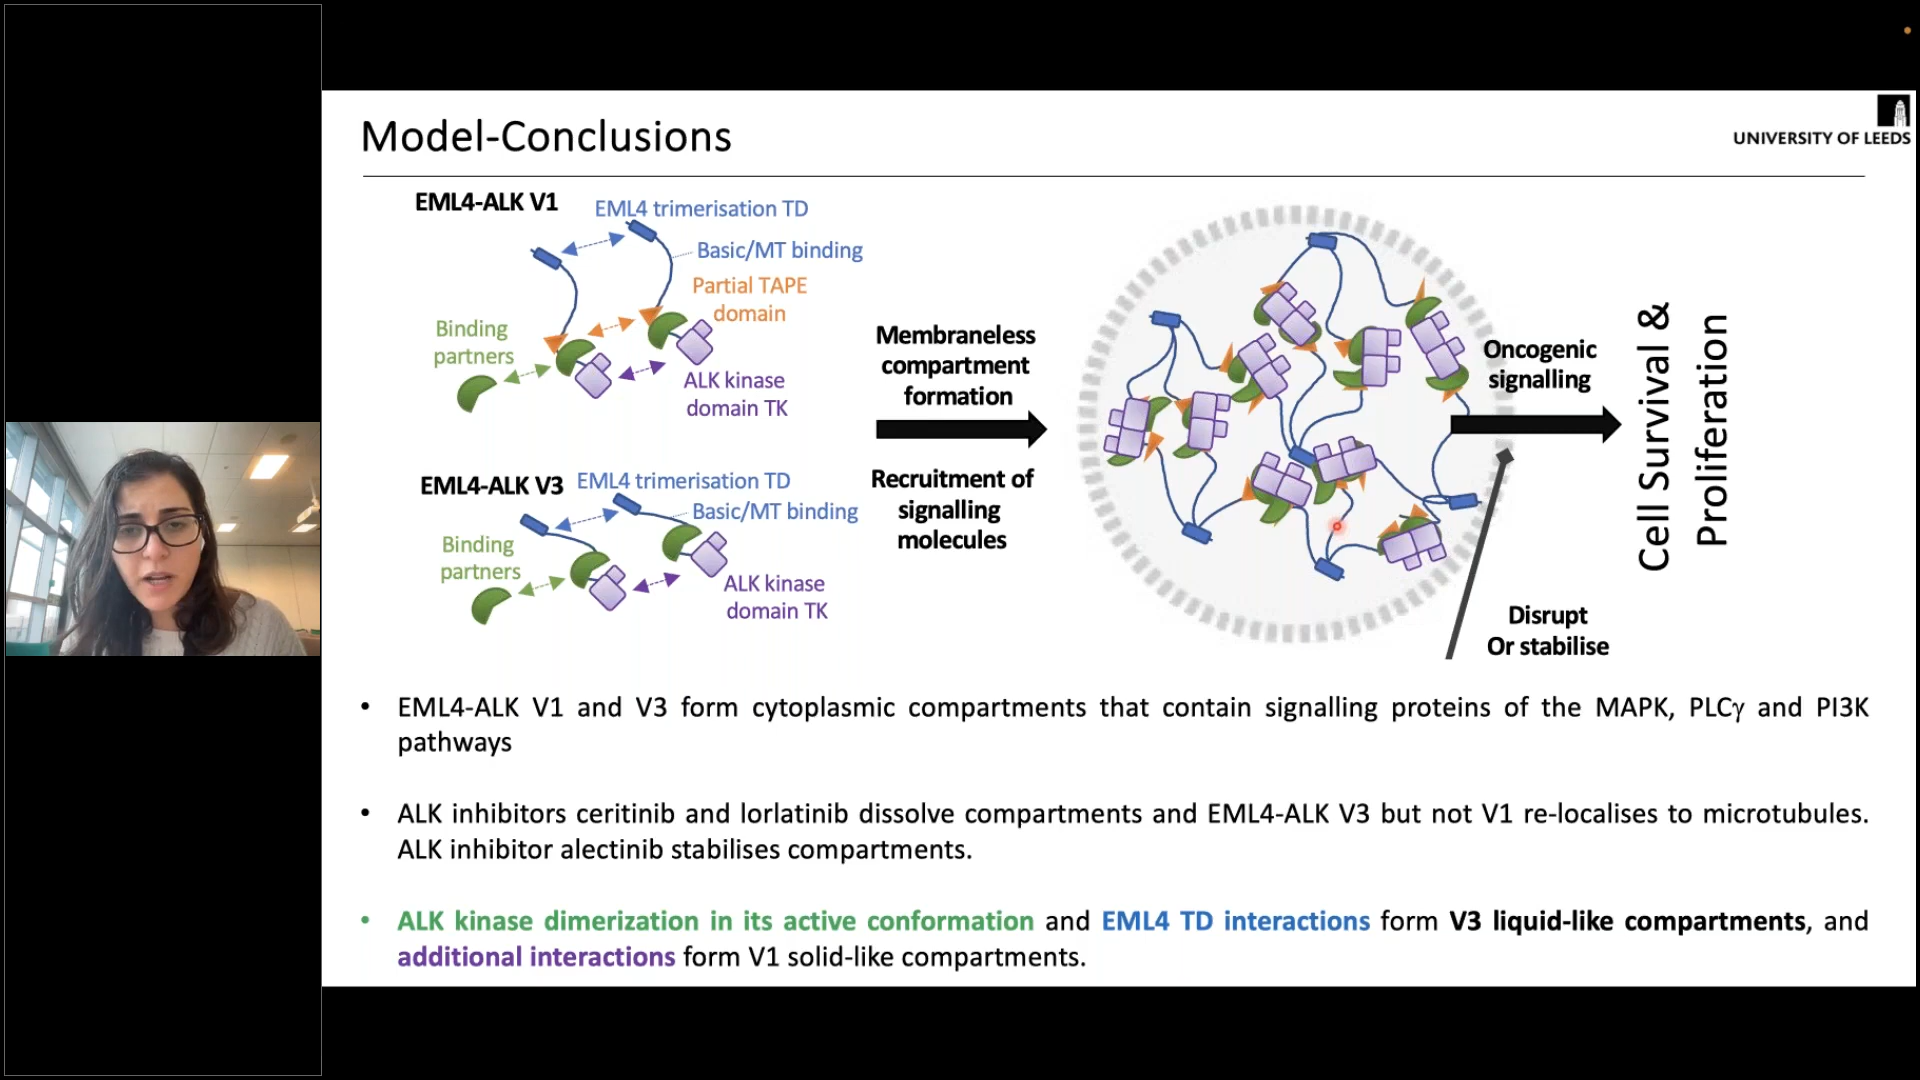 Model-Conclusions
UNIVERSITY OF LEEDS
EML4-ALK V1
EML4 trimerisation TD
Basic/MT binding
Partial TAPE
domain
Binding
partners
ALK kinase
domain TK
EML4-ALK V3
EML4 trimerisation TD
Basic/MT binding
Binding
partners
ALK kinase
domain TK
Membraneless
compartment
formation
Recruitment of
signalling
molecules
Oncogenic
signalling
Cell Survival &
Proliferation
Disrupt
Or stabilise
• EML4-ALK V1 and V3 form cytoplasmic compartments that contain signalling proteins of the MAPK, PLCγ and PI3K
pathways
• ALK inhibitors ceritinib and lorlatinib dissolve compartments and EML4-ALK V3 but not V1 re-localises to microtubules.
ALK inhibitor alectinib stabilises compartments.
• ALK kinase dimerization in its active conformation and EML4 TD interactions form V3 liquid-like compartments, and
additional interactions form V1 solid-like compartments.